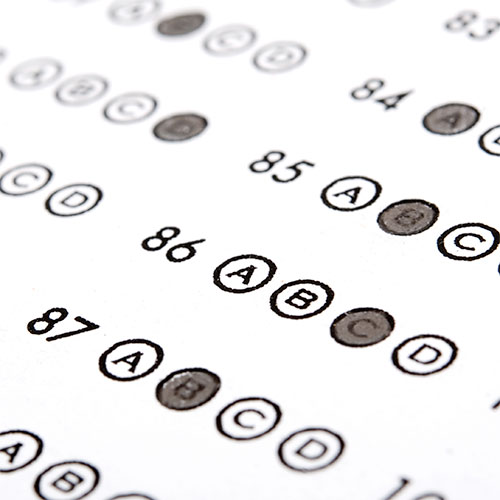 83
84 A
85 A B C
86 A B C D
87 A B C D
B C D
A B C D
C D
A B